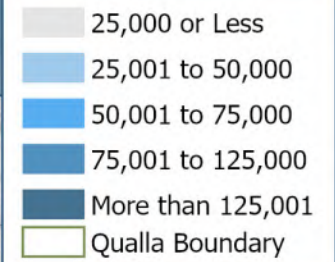 25,000 or Less
25,001 to 50,000
50,001 to 75,000
75,001 to 125,000
More than 125,001
Qualla Boundary